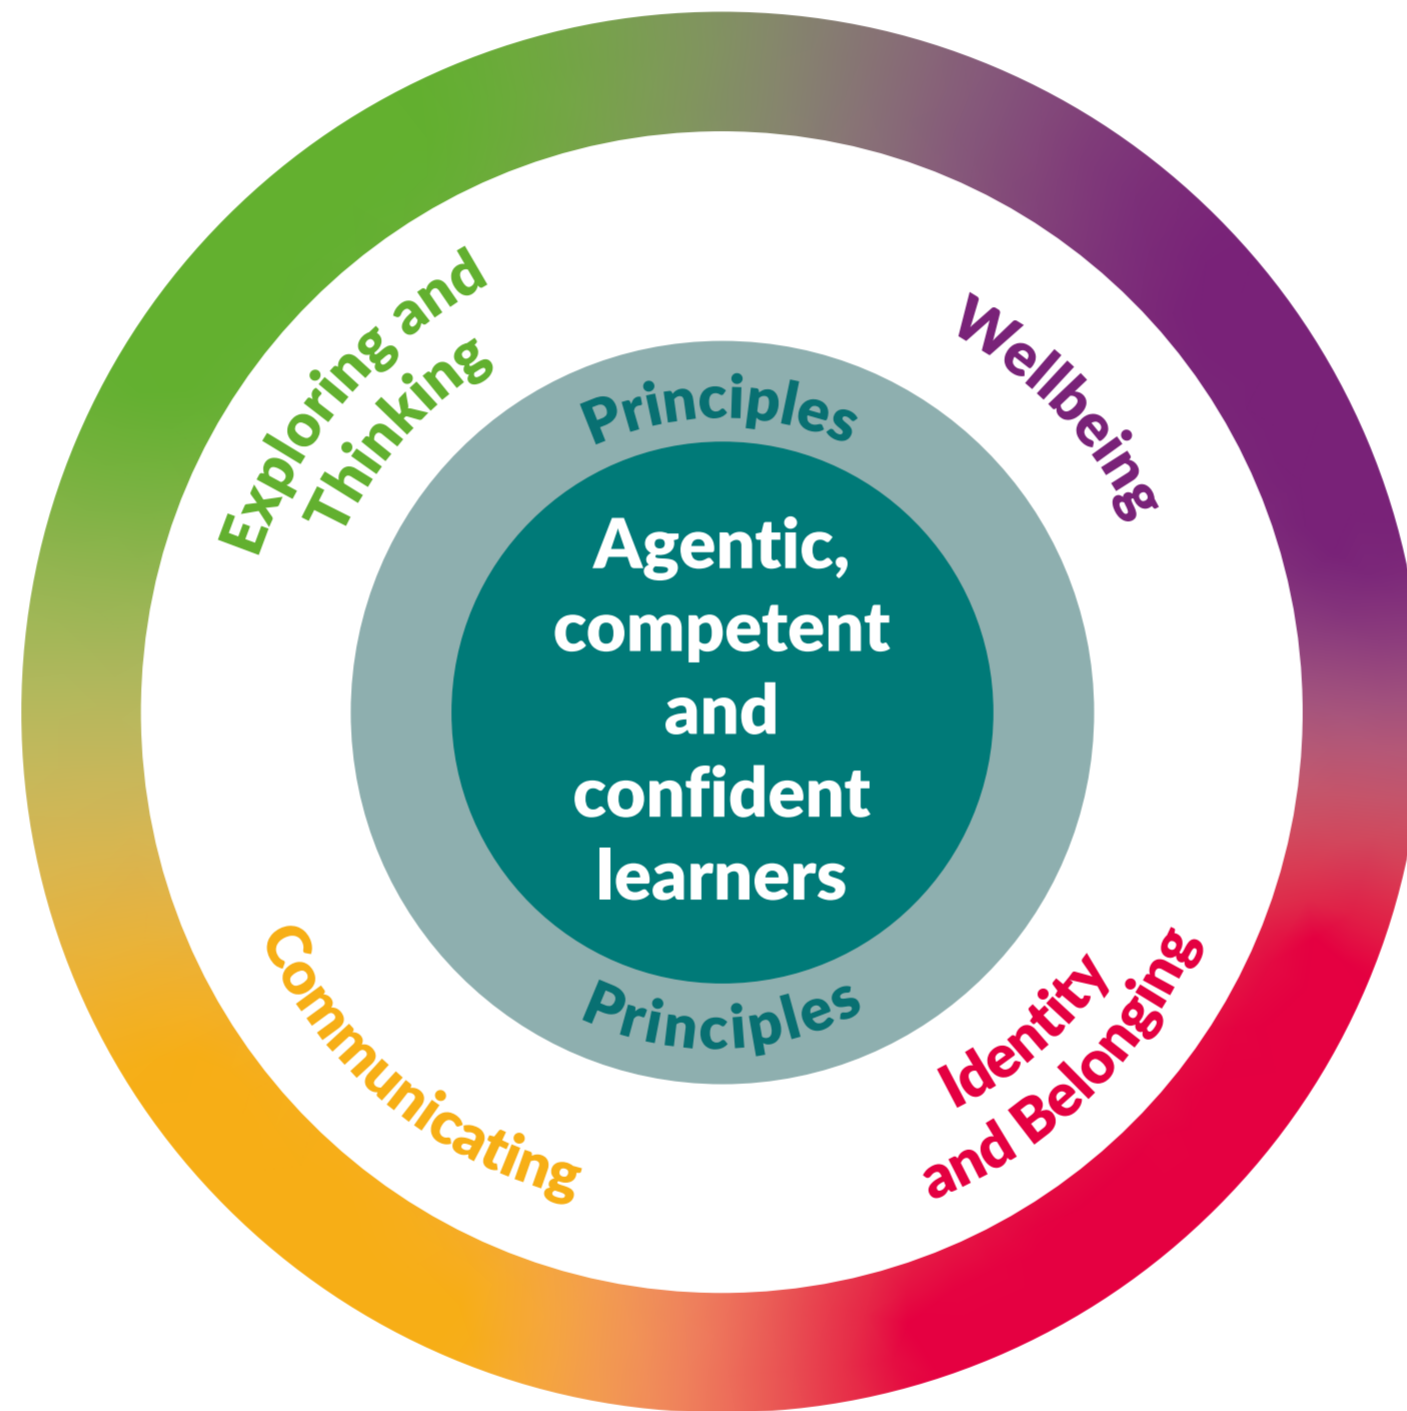 Exploring and
Thinking
Wellbeing
Principles
Agentic,
competent
and
confident
learners
Principles
Communicating
Identity
and Belonging